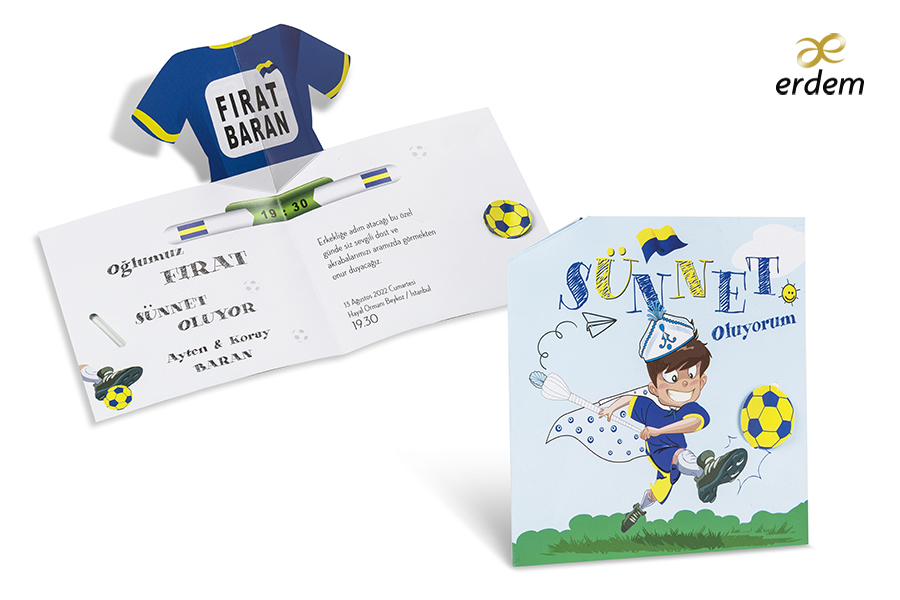 erdem
FIRAT
BARAN
19:30
Oğlumuz
FIRAT
SÜNNET
OLUYOR
Ayten & Koray
BARAN
Erkekliğe adım atacağı bu özel
günde siz sevgili dost ve
akrabalarımızı aramızda görmekten
onur duyacağız.
13 Ağustos 2022 Cumartesi
Hayal Ormanı Beykoz / İstanbul
19.30
SÜNNET
Oluyorum